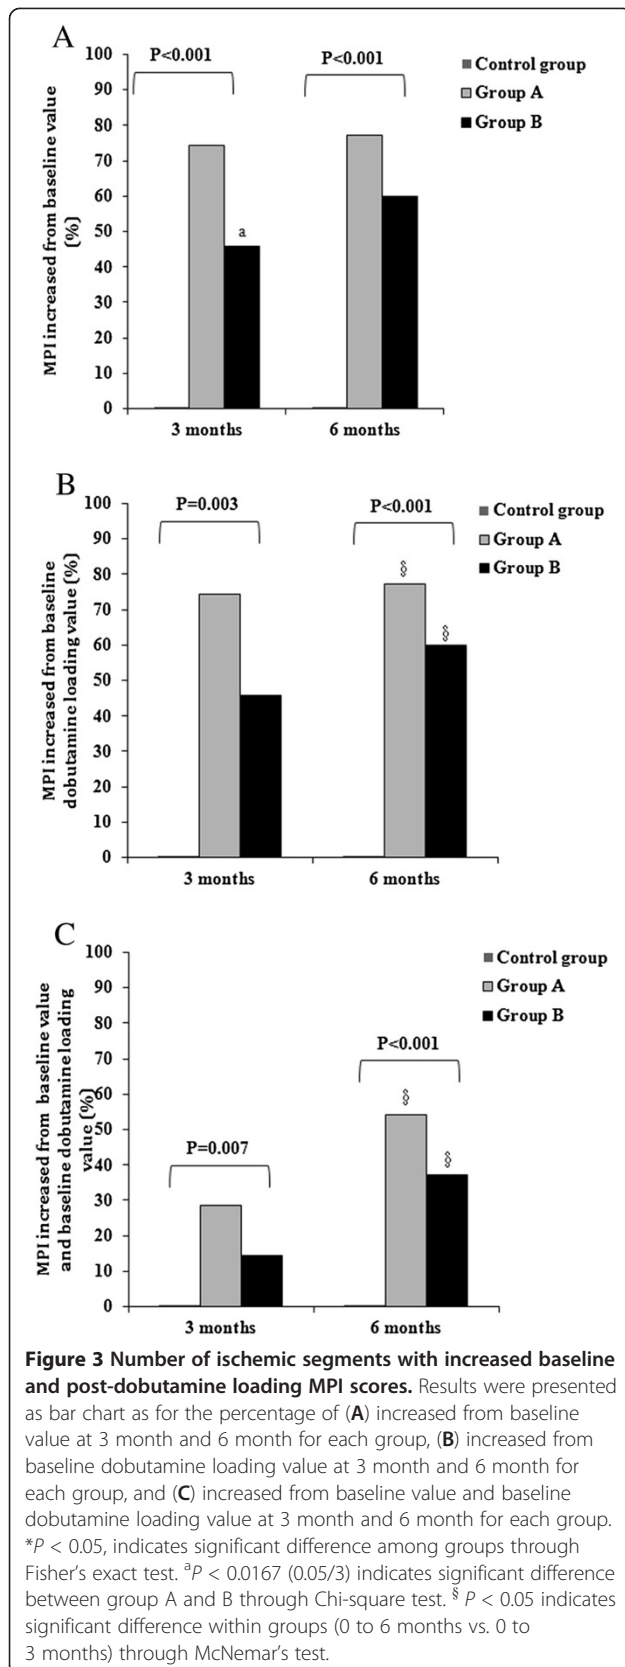 A
P<0.001
P<0.001
Control group
Group A
Group B
MPI increased from baseline value
(%)
100
90
80
70
60
50
40
30
20
10
0
a
3 months
6 months
B
P=0.003
P<0.001
Control group
Group A
Group B
MPI increased from baseline
dobutamine loading value (%)
100
90
80
70
60
50
40
30
20
10
0
§
§
3 months
6 months
C
P=0.007
P<0.001
Control group
Group A
Group B
MPI increased from baseline value
and baseline dobutamine loading
value (%)
100
90
80
70
60
50
40
30
20
10
0
§
§
3 months
6 months
Figure 3 Number of ischemic segments with increased baseline
and post-dobutamine loading MPI scores. Results were presented
as bar chart as for the percentage of (A) increased from baseline
value at 3 month and 6 month for each group, (B) increased from
baseline dobutamine loading value at 3 month and 6 month for
each group, and (C) increased from baseline value and baseline
dobutamine loading value at 3 month and 6 month for each group.
*P < 0.05, indicates significant difference among groups through
Fisher's exact test. aP < 0.0167 (0.05/3) indicates significant difference
between group A and B through Chi-square test. § P < 0.05 indicates
significant difference within groups (0 to 6 months vs. 0 to
3 months) through McNemar's test.